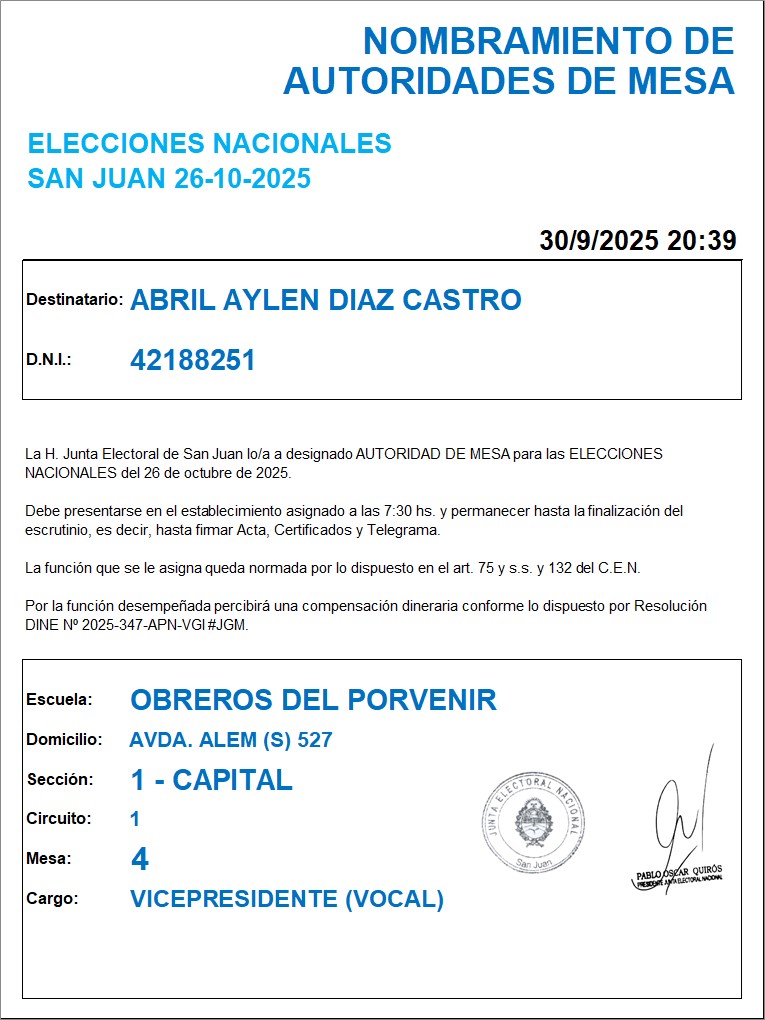 NOMBRAMIENTO DE
AUTORIDADES DE MESA
ELECCIONES NACIONALES
SAN JUAN 26-10-2025
30/9/2025 20:39
Destinatario: ABRIL AYLEN DIAZ CASTRO
D.N.I.: 42188251
La H. Junta Electoral de San Juan lo/a a designado AUTORIDAD DE MESA para las ELECCIONES
NACIONALES del 26 de octubre de 2025.
Debe presentarse en el establecimiento asignado a las 7:30 hs. y permanecer hasta la finalización del
escrutinio, es decir, hasta firmar Acta, Certificados y Telegrama.
La función que se le asigna queda normada por lo dispuesto en el art. 75 y s.s. y 132 del C.E.N.
Por la función desempeñada percibirá una compensación dineraria conforme lo dispuesto por Resolución
DINE Nº 2025-347-APN-VGI#JGM.
Escuela: OBREROS DEL PORVENIR
Domicilio: AVDA. ALEM (S) 527
Sección: 1 - CAPITAL
Circuito: 1
Mesa: 4
Cargo: VICEPRESIDENTE (VOCAL)
JUNTA ELECTORAL NACIONAL
San Juan
PABLO OSCAR QUIRÓS
PRESIDENTE JUNTA ELECTORAL NACIONAL